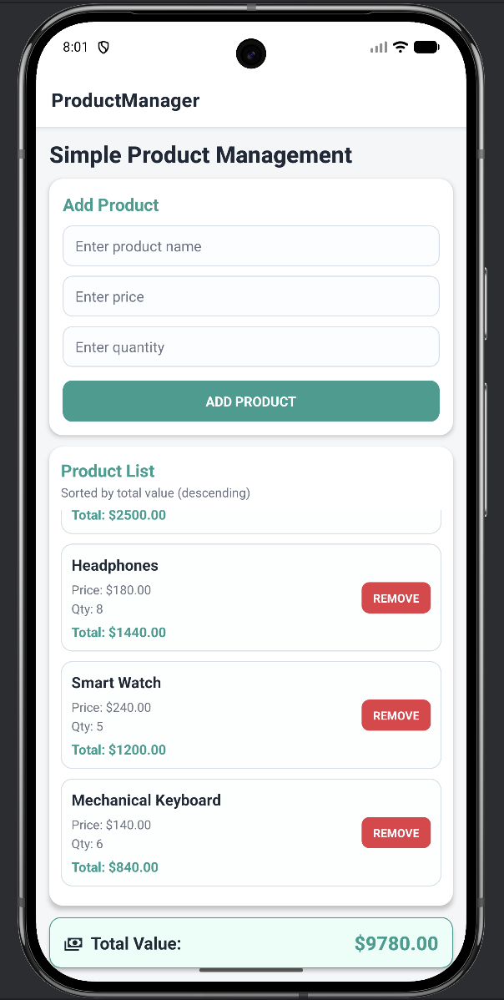 8:01
ProductManager
Simple Product Management
Add Product
Enter product name
Enter price
Enter quantity
ADD PRODUCT
Product List
Sorted by total value (descending)
Total: $2500.00
Headphones
Price: $180.00
Qty: 8
REMOVE
Total: $1440.00
Smart Watch
Price: $240.00
Qty: 5
REMOVE
Total: $1200.00
Mechanical Keyboard
Price: $140.00
Qty: 6
REMOVE
Total: $840.00
Total Value: $9780.00